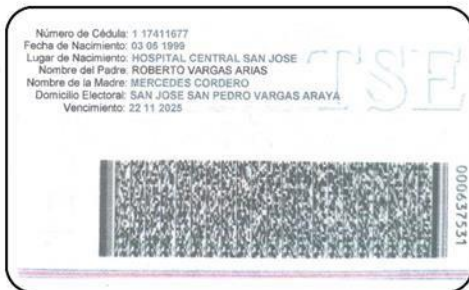 Número de Cédula: 1 17411677
Fecha de Nacimiento: 03 05 1999
Lugar de Nacimiento: HOSPITAL CENTRAL SAN JOSE
Nombre del Padre: ROBERTO VARGAS ARIAS
Nombre de la Madre: MERCEDES CORDERO
Domicilio Electoral: SAN JOSE SAN PEDRO VARGAS ARAYA
Vencimiento: 22 11 2025
TSE
000637531